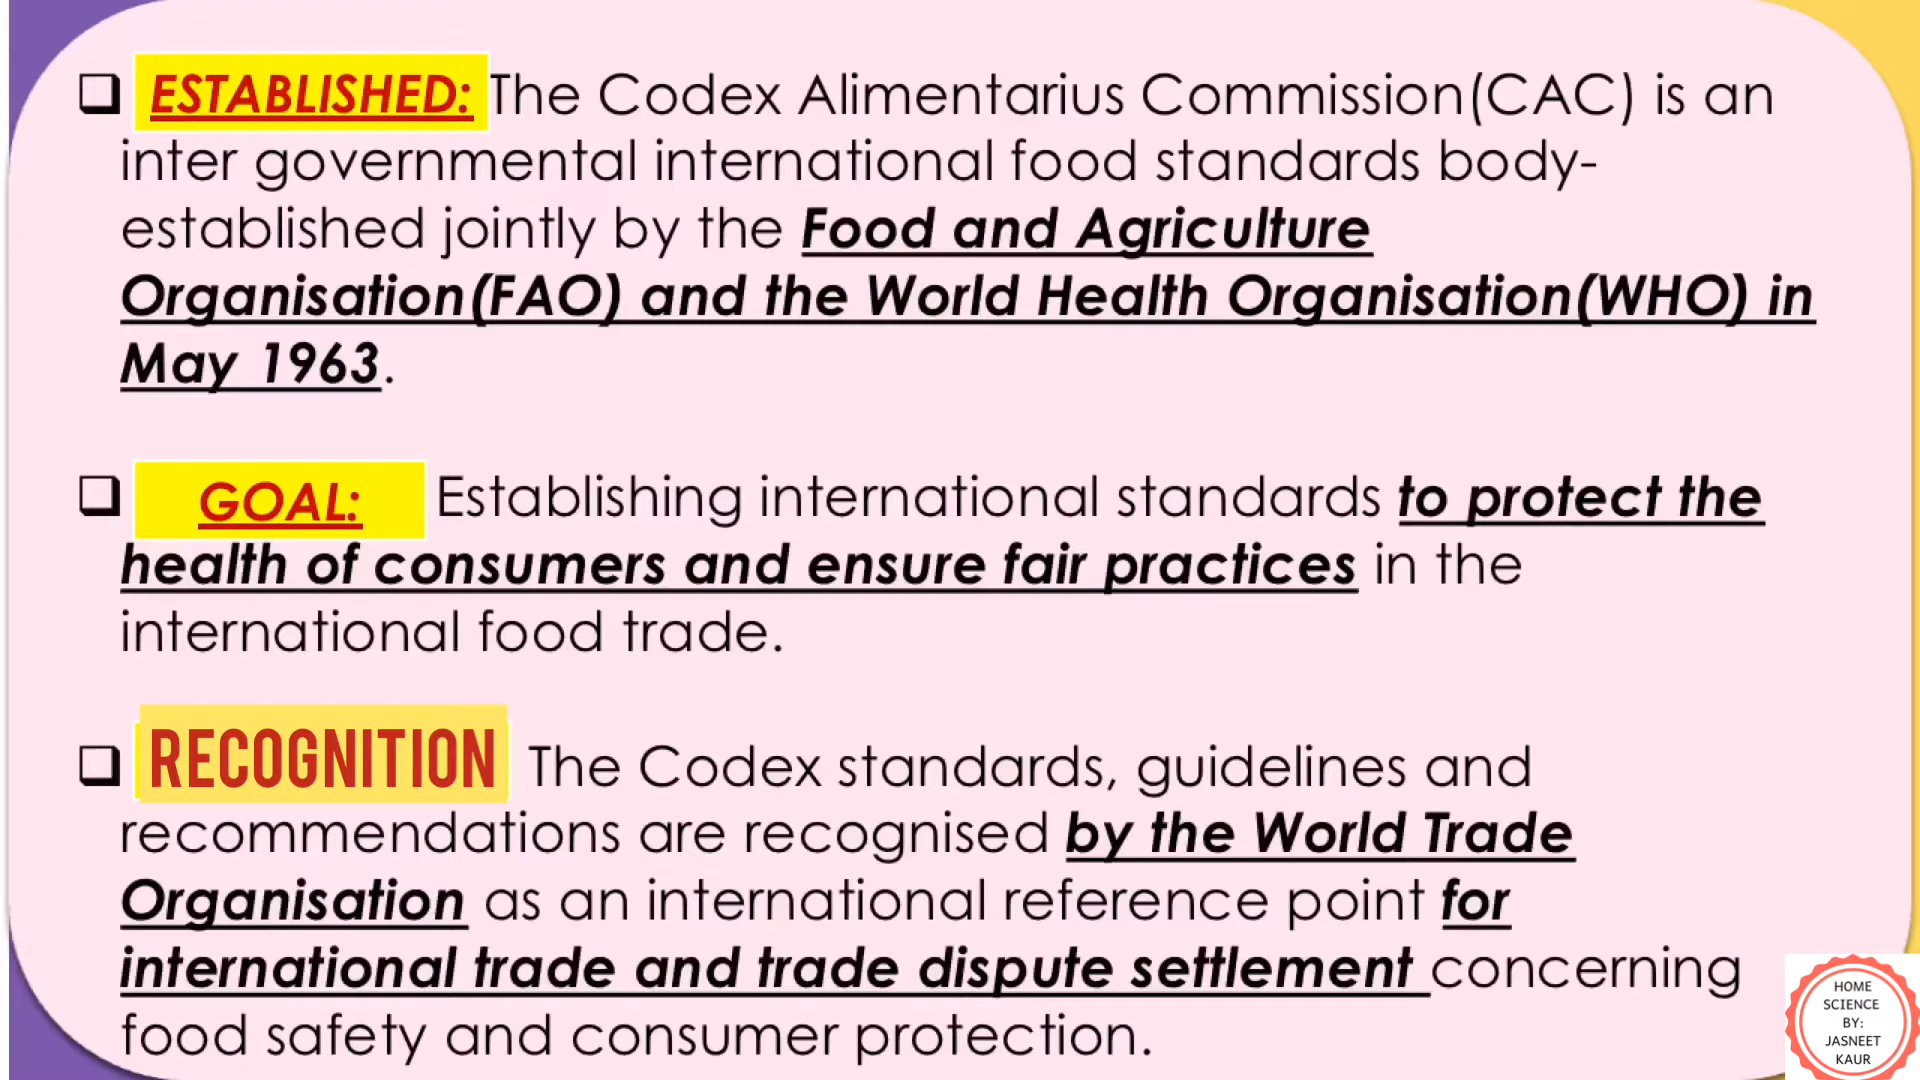 ❑ ESTABLISHED: The Codex Alimentarius Commission(CAC) is an
inter governmental international food standards body-
established jointly by the Food and Agriculture
Organisation(FAO) and the World Health Organisation(WHO) in
May 1963.
❑ GOAL: Establishing international standards to protect the
health of consumers and ensure fair practices in the
international food trade.
❑ RECOGNITION The Codex standards, guidelines and
recommendations are recognised by the World Trade
Organisation as an international reference point for
international trade and trade dispute settlement concerning
food safety and consumer protection.
HOME
SCIENCE
BY:
JASNEET
KAUR